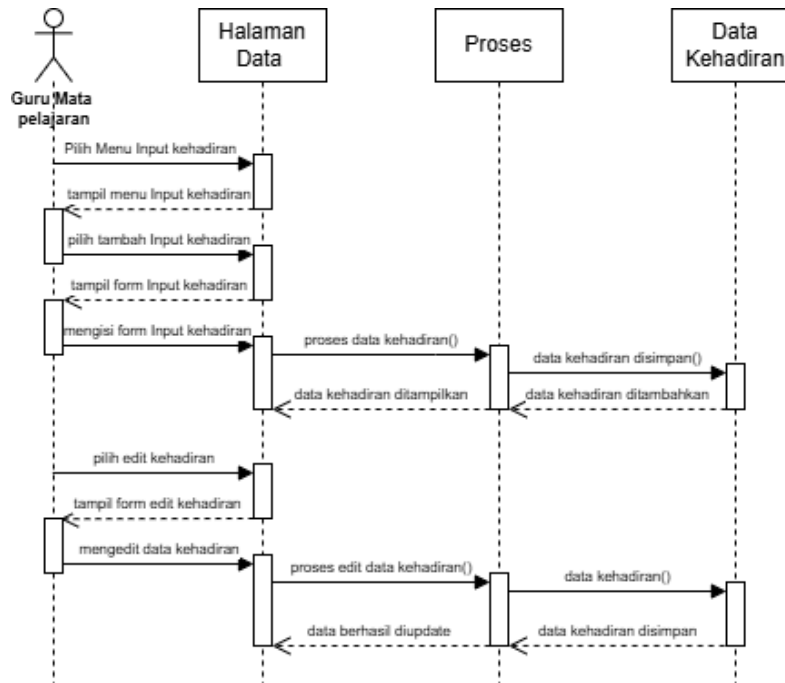 Halaman
Data
Proses
Data
Kehadiran
Guru Mata
pelajaran
Pilih Menu Input kehadiran
tampil menu Input kehadiran
pilih tambah Input kehadiran
tampil form Input kehadiran
mengisi form Input kehadiran
proses data kehadiran()
data kehadiran disimpan()
data kehadiran ditampilkan
data kehadiran ditambahkan
pilih edit kehadiran
tampil form edit kehadiran
mengedit data kehadiran
proses edit data kehadiran()
data kehadiran()
data berhasil diupdate
data kehadiran disimpan